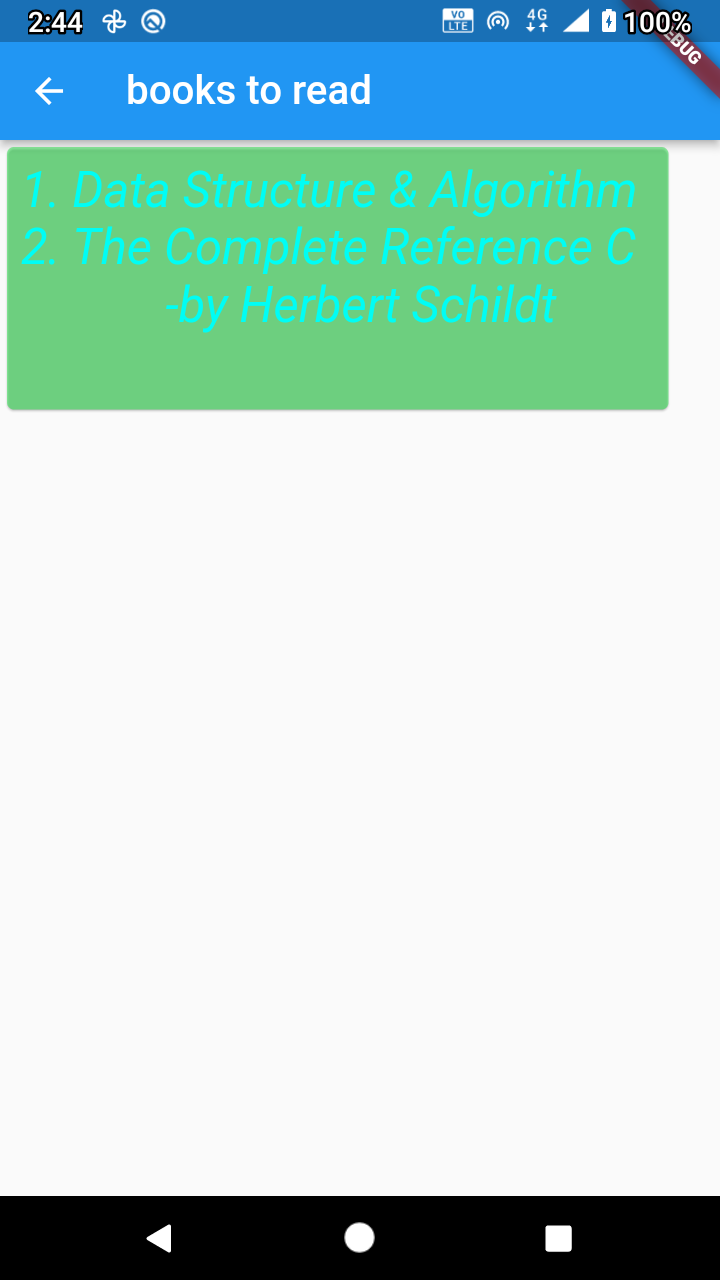 2:44 VO LTE 4G 100%
books to read
1. Data Structure & Algorithm
2. The Complete Reference C
-by Herbert Schildt